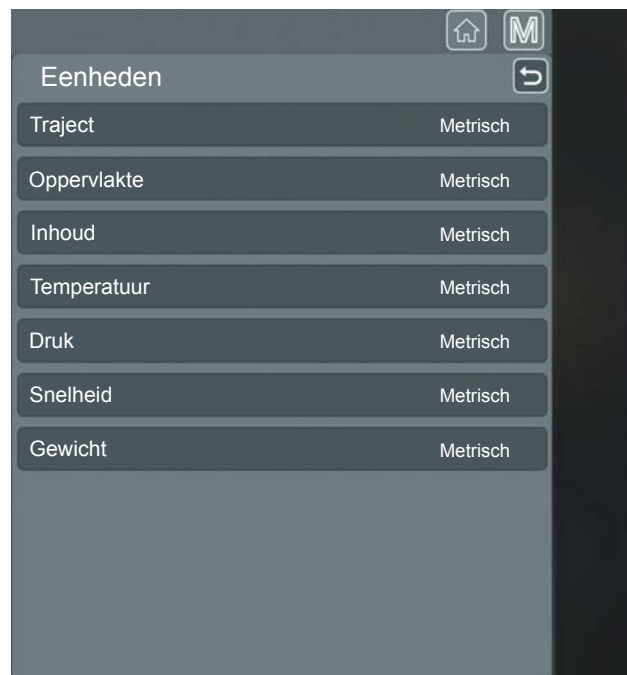 M
Eenheden
Traject Metrisch
Oppervlakte Metrisch
Inhoud Metrisch
Temperatuur Metrisch
Druk Metrisch
Snelheid Metrisch
Gewicht Metrisch